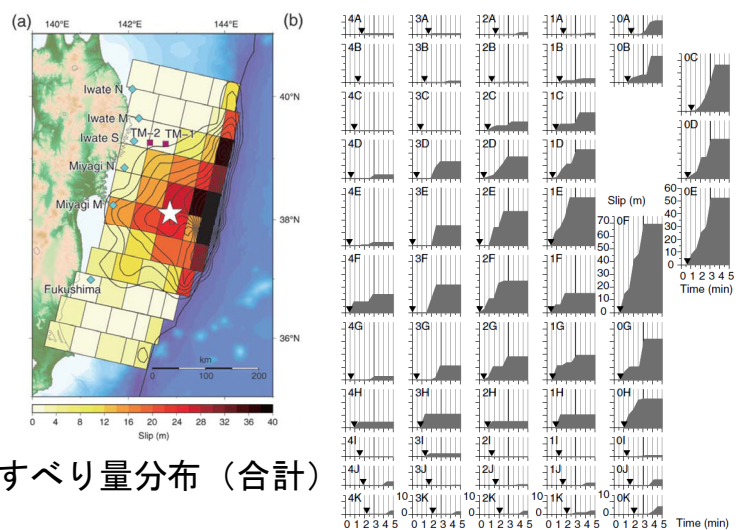 (a)
140°E
142°E
144°E
40°N
38°N
36°N
Iwate N
Iwate M
Iwate S
TM-2
TM-1
Miyagi N
Miyagi M
Fukushima
km
0 100 200
0 4 8 12 16 20 24 28 32 36 40
Slip (m)
すべり量分布（合計）
(b)
4A 3A 2A 1A 0A
4B 3B 2B 1B 0B
0C
4C 3C 2C 1C
4D 3D 2D 1D 0D
4E 3E 2E 1E 0E
Slip (m)
70
60
50
40
30
20
10
0
60
50
40
30
20
10
0
0 1 2 3 4 5
Time (min)
4F 3F 2F 1F 0F
4G 3G 2G 1G 0G
4H 3H 2H 1H 0H
4I 3I 2I 1I 0I
4J 3J 2J 1J 0J
4K 3K 2K 1K 0K
10 10 10 10
0 0 0 0
0 1 2 3 4 5 0 1 2 3 4 5 0 1 2 3 4 5 0 1 2 3 4 5 0 1 2 3 4 5 Time (min)